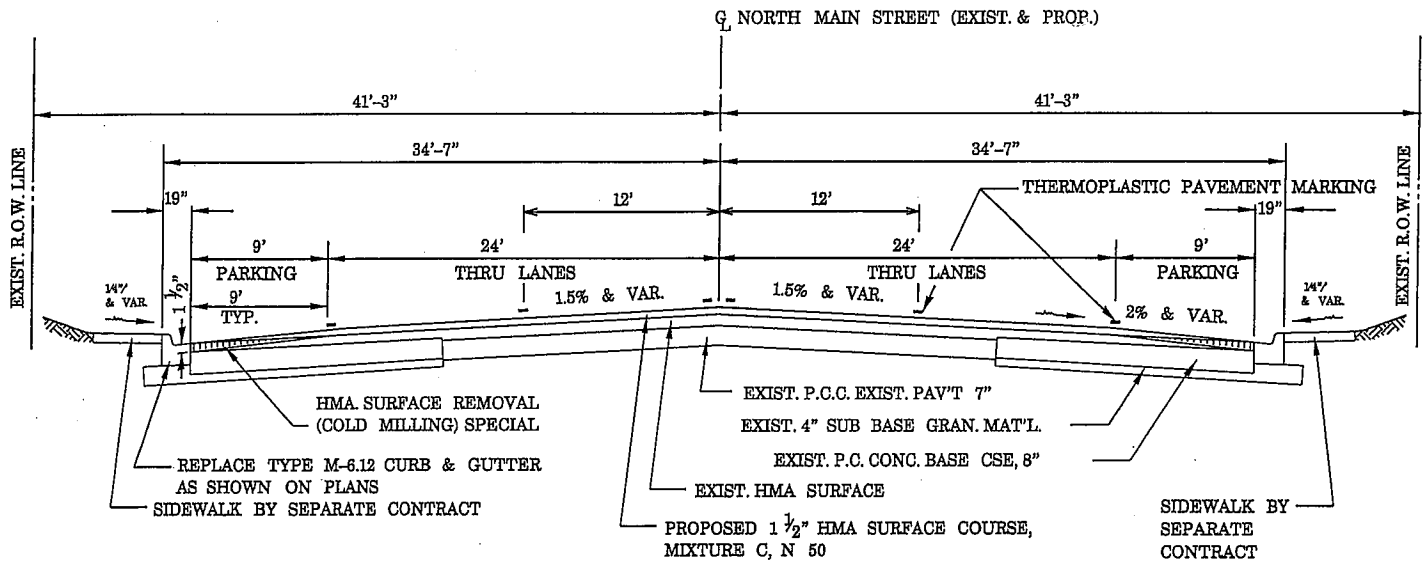 ℄ NORTH MAIN STREET (EXIST. & PROP.)
41'-3" 41'-3"
34'-7" 34'-7"
EXIST. R.O.W. LINE
EXIST. R.O.W. LINE
THERMOPLASTIC PAVEMENT MARKING
19" 12' 12' 19"
9' 24' 24' 9'
PARKING THRU LANES THRU LANES PARKING
1/4"/ & VAR.
1 1/2"
9'
TYP.
1.5% & VAR. 1.5% & VAR.
2% & VAR.
1/4"/ & VAR.
HMA. SURFACE REMOVAL
(COLD MILLING) SPECIAL
REPLACE TYPE M-6.12 CURB & GUTTER
AS SHOWN ON PLANS
SIDEWALK BY SEPARATE CONTRACT
EXIST. P.C.C. EXIST. PAV'T 7"
EXIST. 4" SUB BASE GRAN. MAT'L.
EXIST. P.C. CONC. BASE CSE, 8"
EXIST. HMA SURFACE
PROPOSED 1 1/2" HMA SURFACE COURSE,
MIXTURE C, N 50
SIDEWALK BY
SEPARATE
CONTRACT